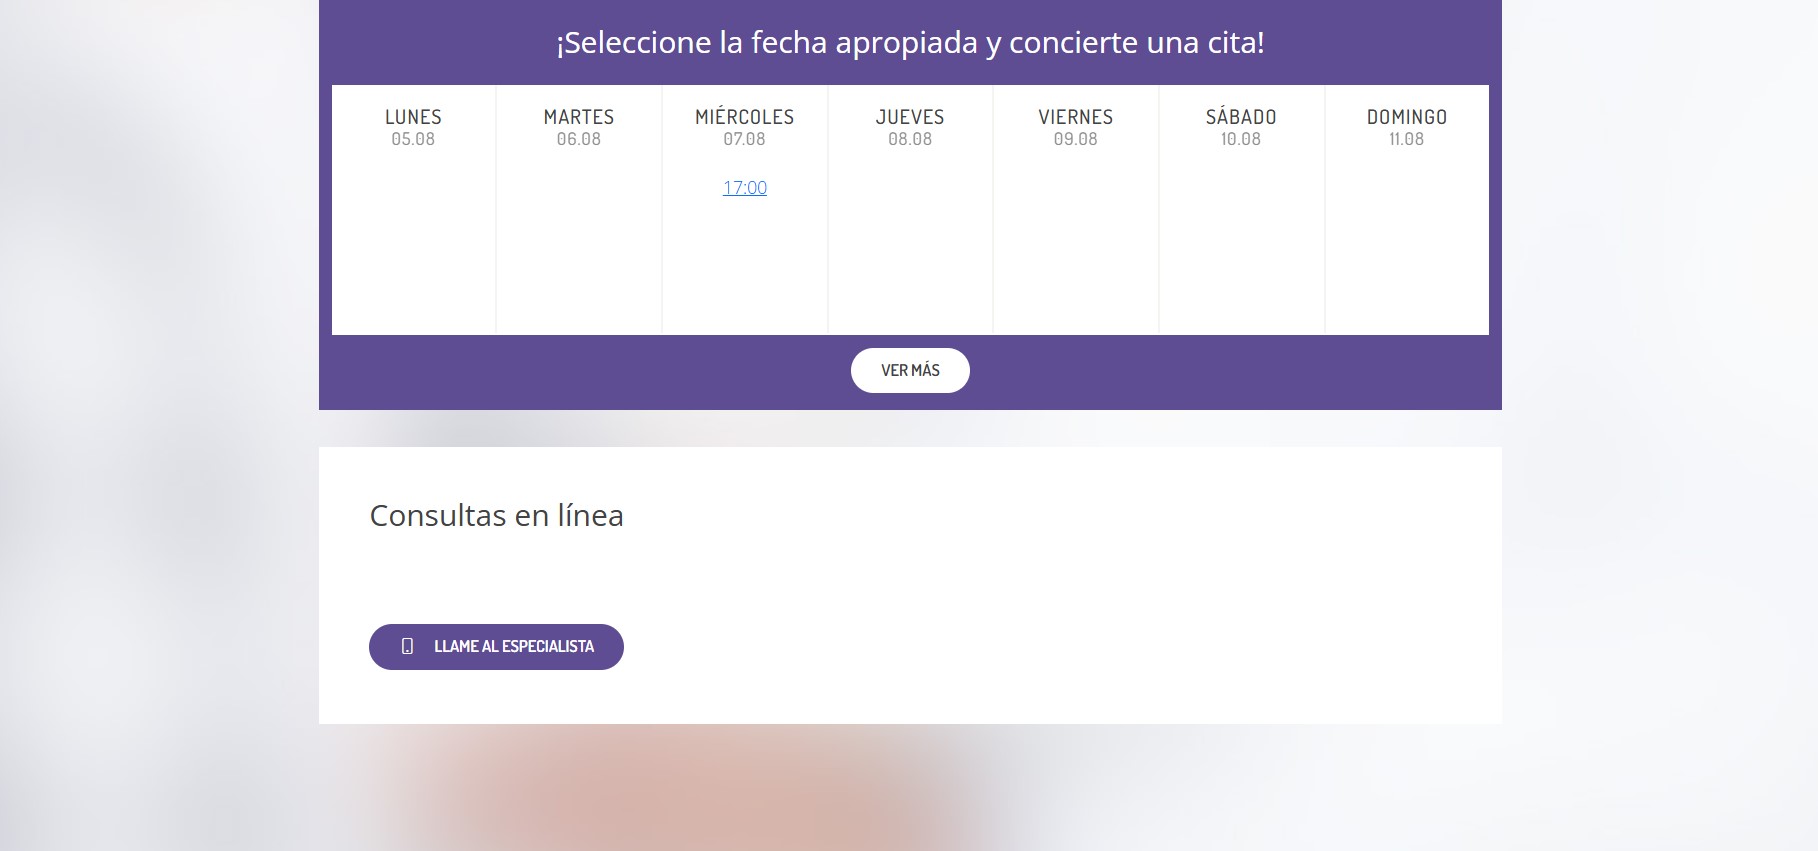 ¡Seleccione la fecha apropiada y concierte una cita!
LUNES MARTES MIÉRCOLES JUEVES VIERNES SÁBADO DOMINGO
05.08 06.08 07.08 08.08 09.08 10.08 11.08
17:00
VER MÁS
Consultas en línea
LLAME AL ESPECIALISTA